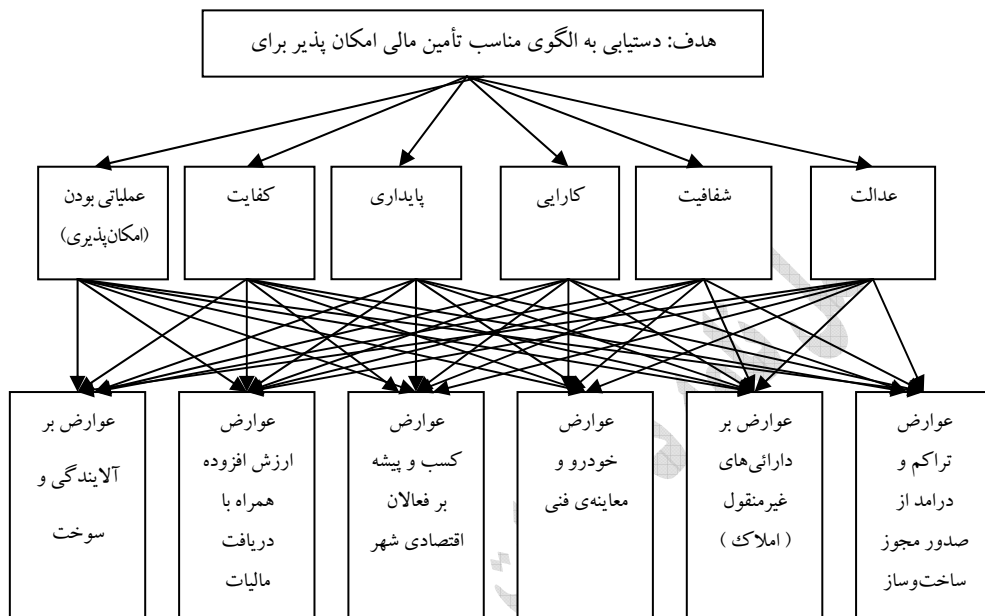 هدف: دستیابی به الگوی مناسب تأمین مالی امکان پذیر برای
عدالت
شفافیت
کارایی
پایداری
کفایت
عملیاتی بودن
(امکان‌پذیری)
عوارض
تراکم و
درامد از
صدور مجوز
ساخت‌وساز
عوارض بر
دارائی‌های
غیرمنقول
( املاک )
عوارض
خودرو و
معاینه‌ی فنی
عوارض
کسب و پیشه
بر فعالان
اقتصادی شهر
عوارض
ارزش افزوده
همراه با
دریافت
مالیات
عوارض بر
آلایندگی و
سوخت